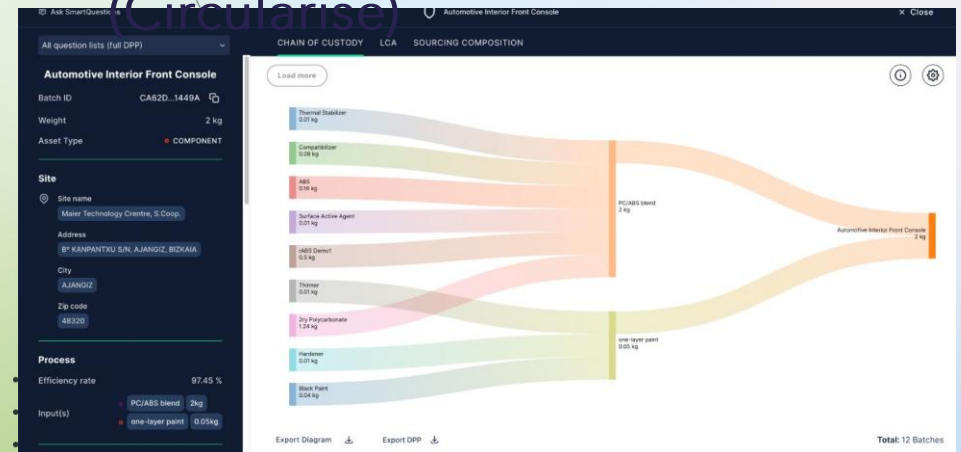 (Circularise)
Ask SmartQuestions
Automotive Interior Front Console
× Close
All question lists (full DPP)
CHAIN OF CUSTODY LCA SOURCING COMPOSITION
Automotive Interior Front Console
Batch ID CA62D...1449A
Weight 2 kg
Asset Type COMPONENT
Site
Site name
Maier Technology Crentre, S.Coop.
Address
Bº KANPANTXU S/N, AJANGIZ, BIZKAIA
City
AJANGIZ
Zip code
48320
Process
Efficiency rate 97.45 %
Input(s)
PC/ABS blend 2kg
one-layer paint 0.05kg
Load more
Thermal Stabilizer
0.01 kg
Compatibilizer
0.08 kg
ABS
0.16 kg
Surface Active Agent
0.01 kg
rABS Demo1
0.5 kg
Thinner
0.01 kg
Dry Polycarbonate
1.24 kg
Hardener
0.01 kg
Black Paint
0.04 kg
PC/ABS blend
2 kg
one-layer paint
0.05 kg
Automotive Interior Front Console
2 kg
Export Diagram
Export DPP
Total: 12 Batches